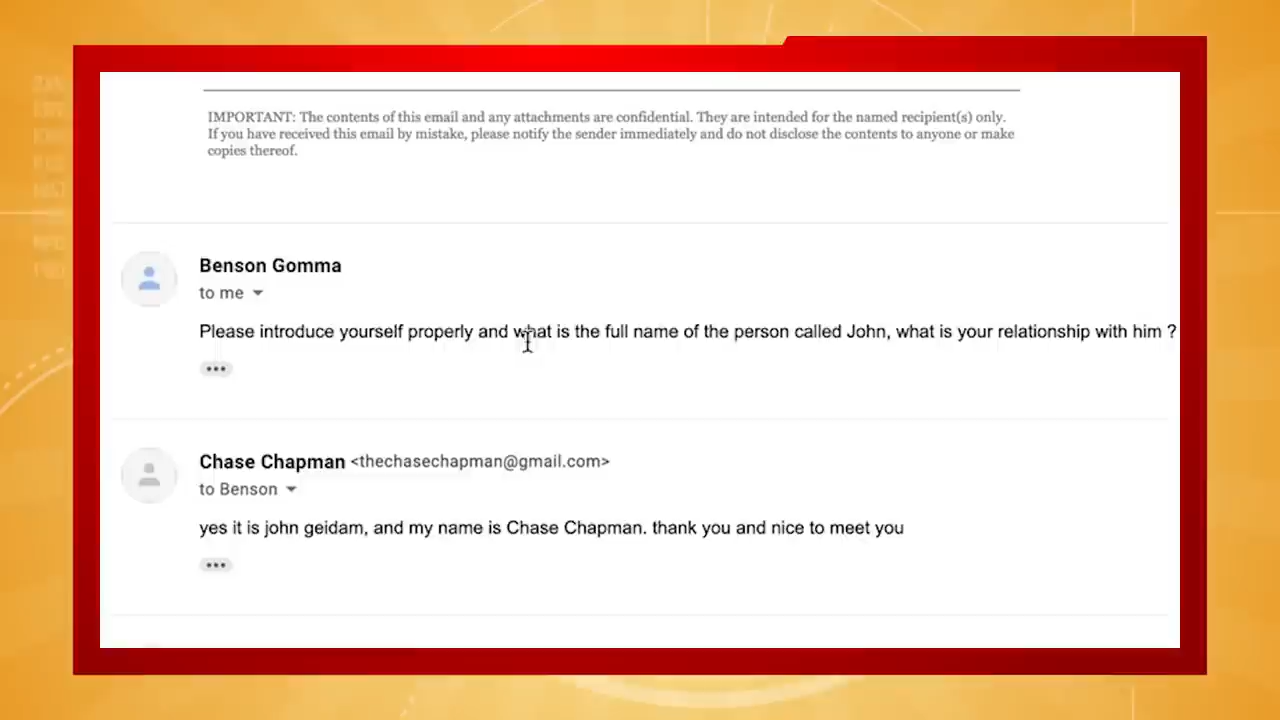 IMPORTANT: The contents of this email and any attachments are confidential. They are intended for the named recipient(s) only.
If you have received this email by mistake, please notify the sender immediately and do not disclose the contents to anyone or make
copies thereof.
Benson Gomma
to me
Please introduce yourself properly and what is the full name of the person called John, what is your relationship with him ?
Chase Chapman <thechasechapman@gmail.com>
to Benson
yes it is john geidam, and my name is Chase Chapman. thank you and nice to meet you